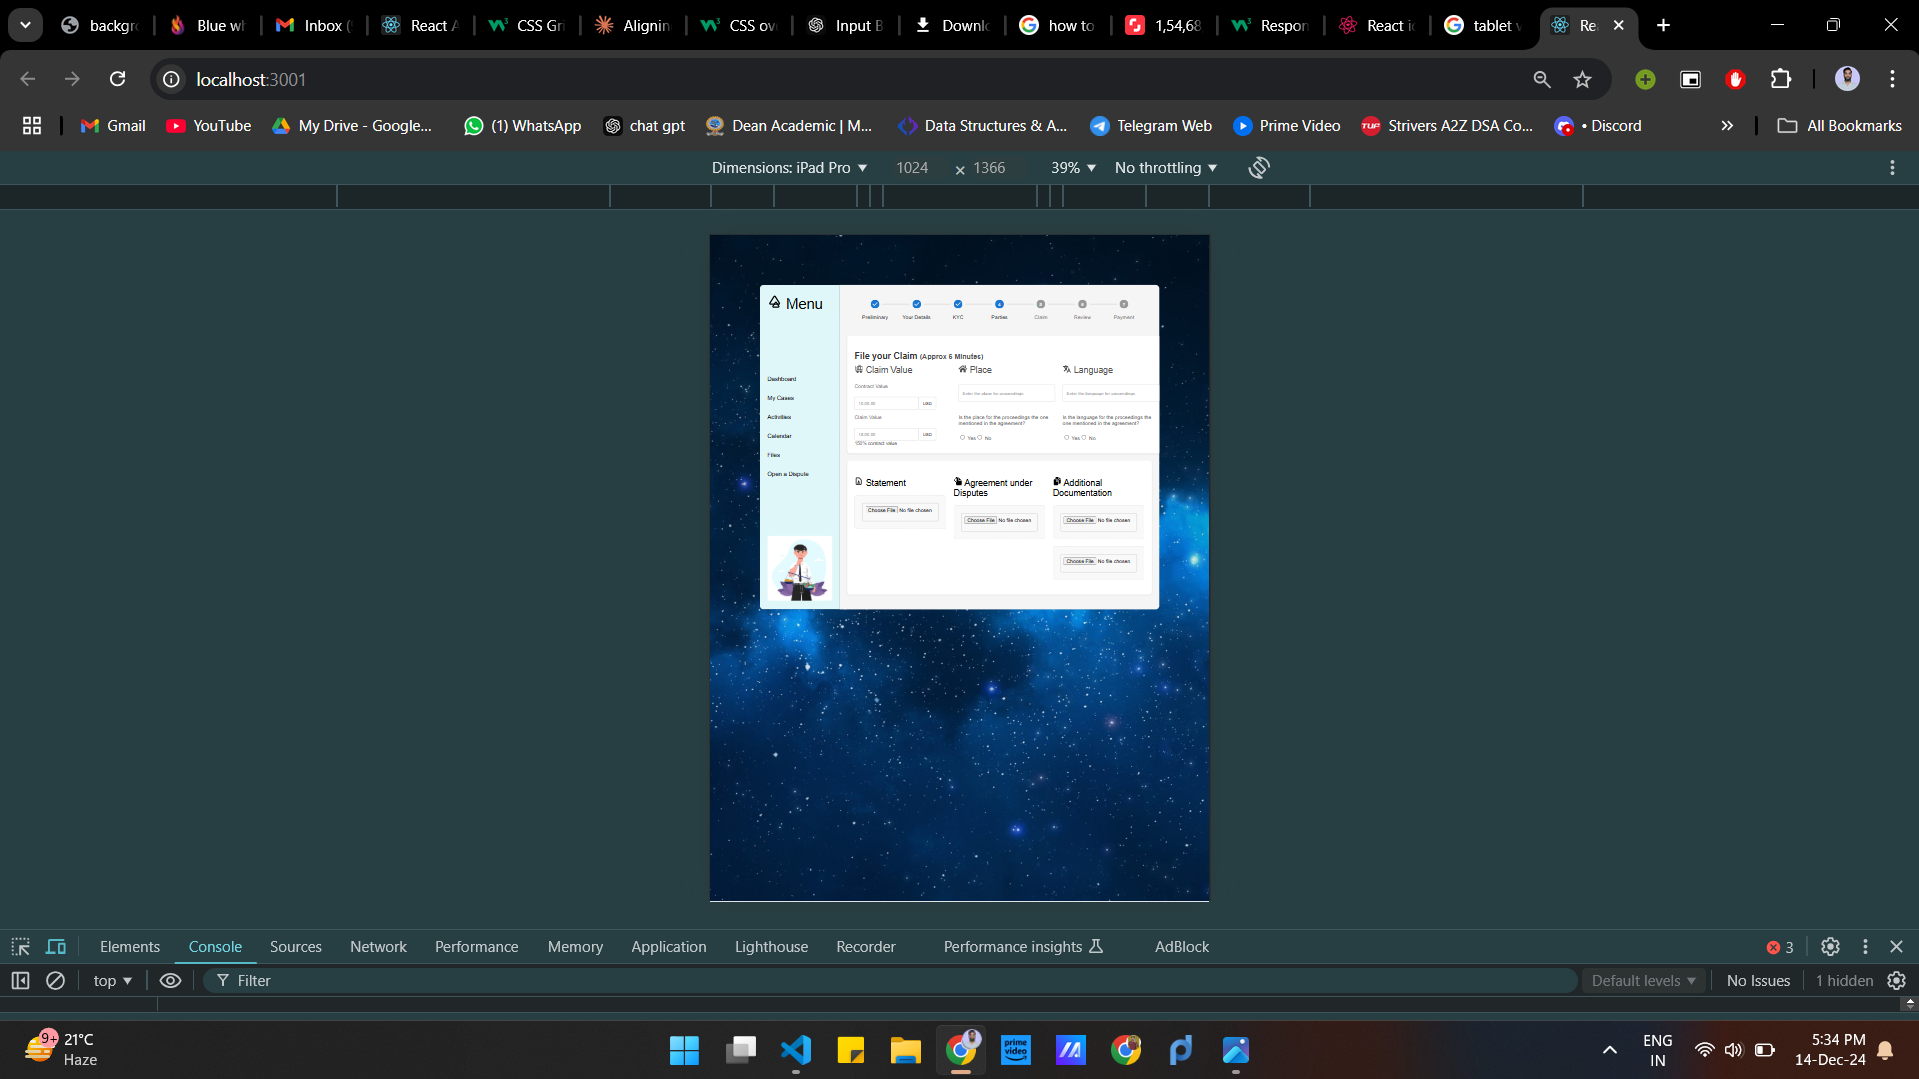 backgr
Blue wh
Inbox (
React A
CSS Gri
Alignin
CSS ov
Input B
Downlo
how to
1,54,68
Respon
React ic
tablet v
Re
localhost:3001
Gmail
YouTube
My Drive - Google...
(1) WhatsApp
chat gpt
Dean Academic | M...
Data Structures & A...
Telegram Web
Prime Video
TUF
Strivers A2Z DSA Co...
• Discord
All Bookmarks
Dimensions: iPad Pro
1024 × 1366
39%
No throttling
Menu
Preliminary
Your Details
KYC
Parties
Claim
Review
Payment
File your Claim (Approx 6 Minutes)
Claim Value
Place
Language
Dashboard
My Cases
Activities
Calendar
Files
Open a Dispute
Contract Value
USD
Claim Value
USD
150% contract value
Enter the place for proceedings
Is the place for the proceedings the one
mentioned in the agreement?
Yes No
Enter the language for proceedings
Is the language for the proceedings the
one mentioned in the agreement?
Yes No
Statement
Choose File No file chosen
Agreement under
Disputes
Choose File No file chosen
Additional
Documentation
Choose File No file chosen
Choose File No file chosen
Elements
Console
Sources
Network
Performance
Memory
Application
Lighthouse
Recorder
Performance insights
AdBlock
3
top
Filter
Default levels
No Issues
1 hidden
9+
21°C
Haze
prime video
ENG
IN
5:34 PM
14-Dec-24